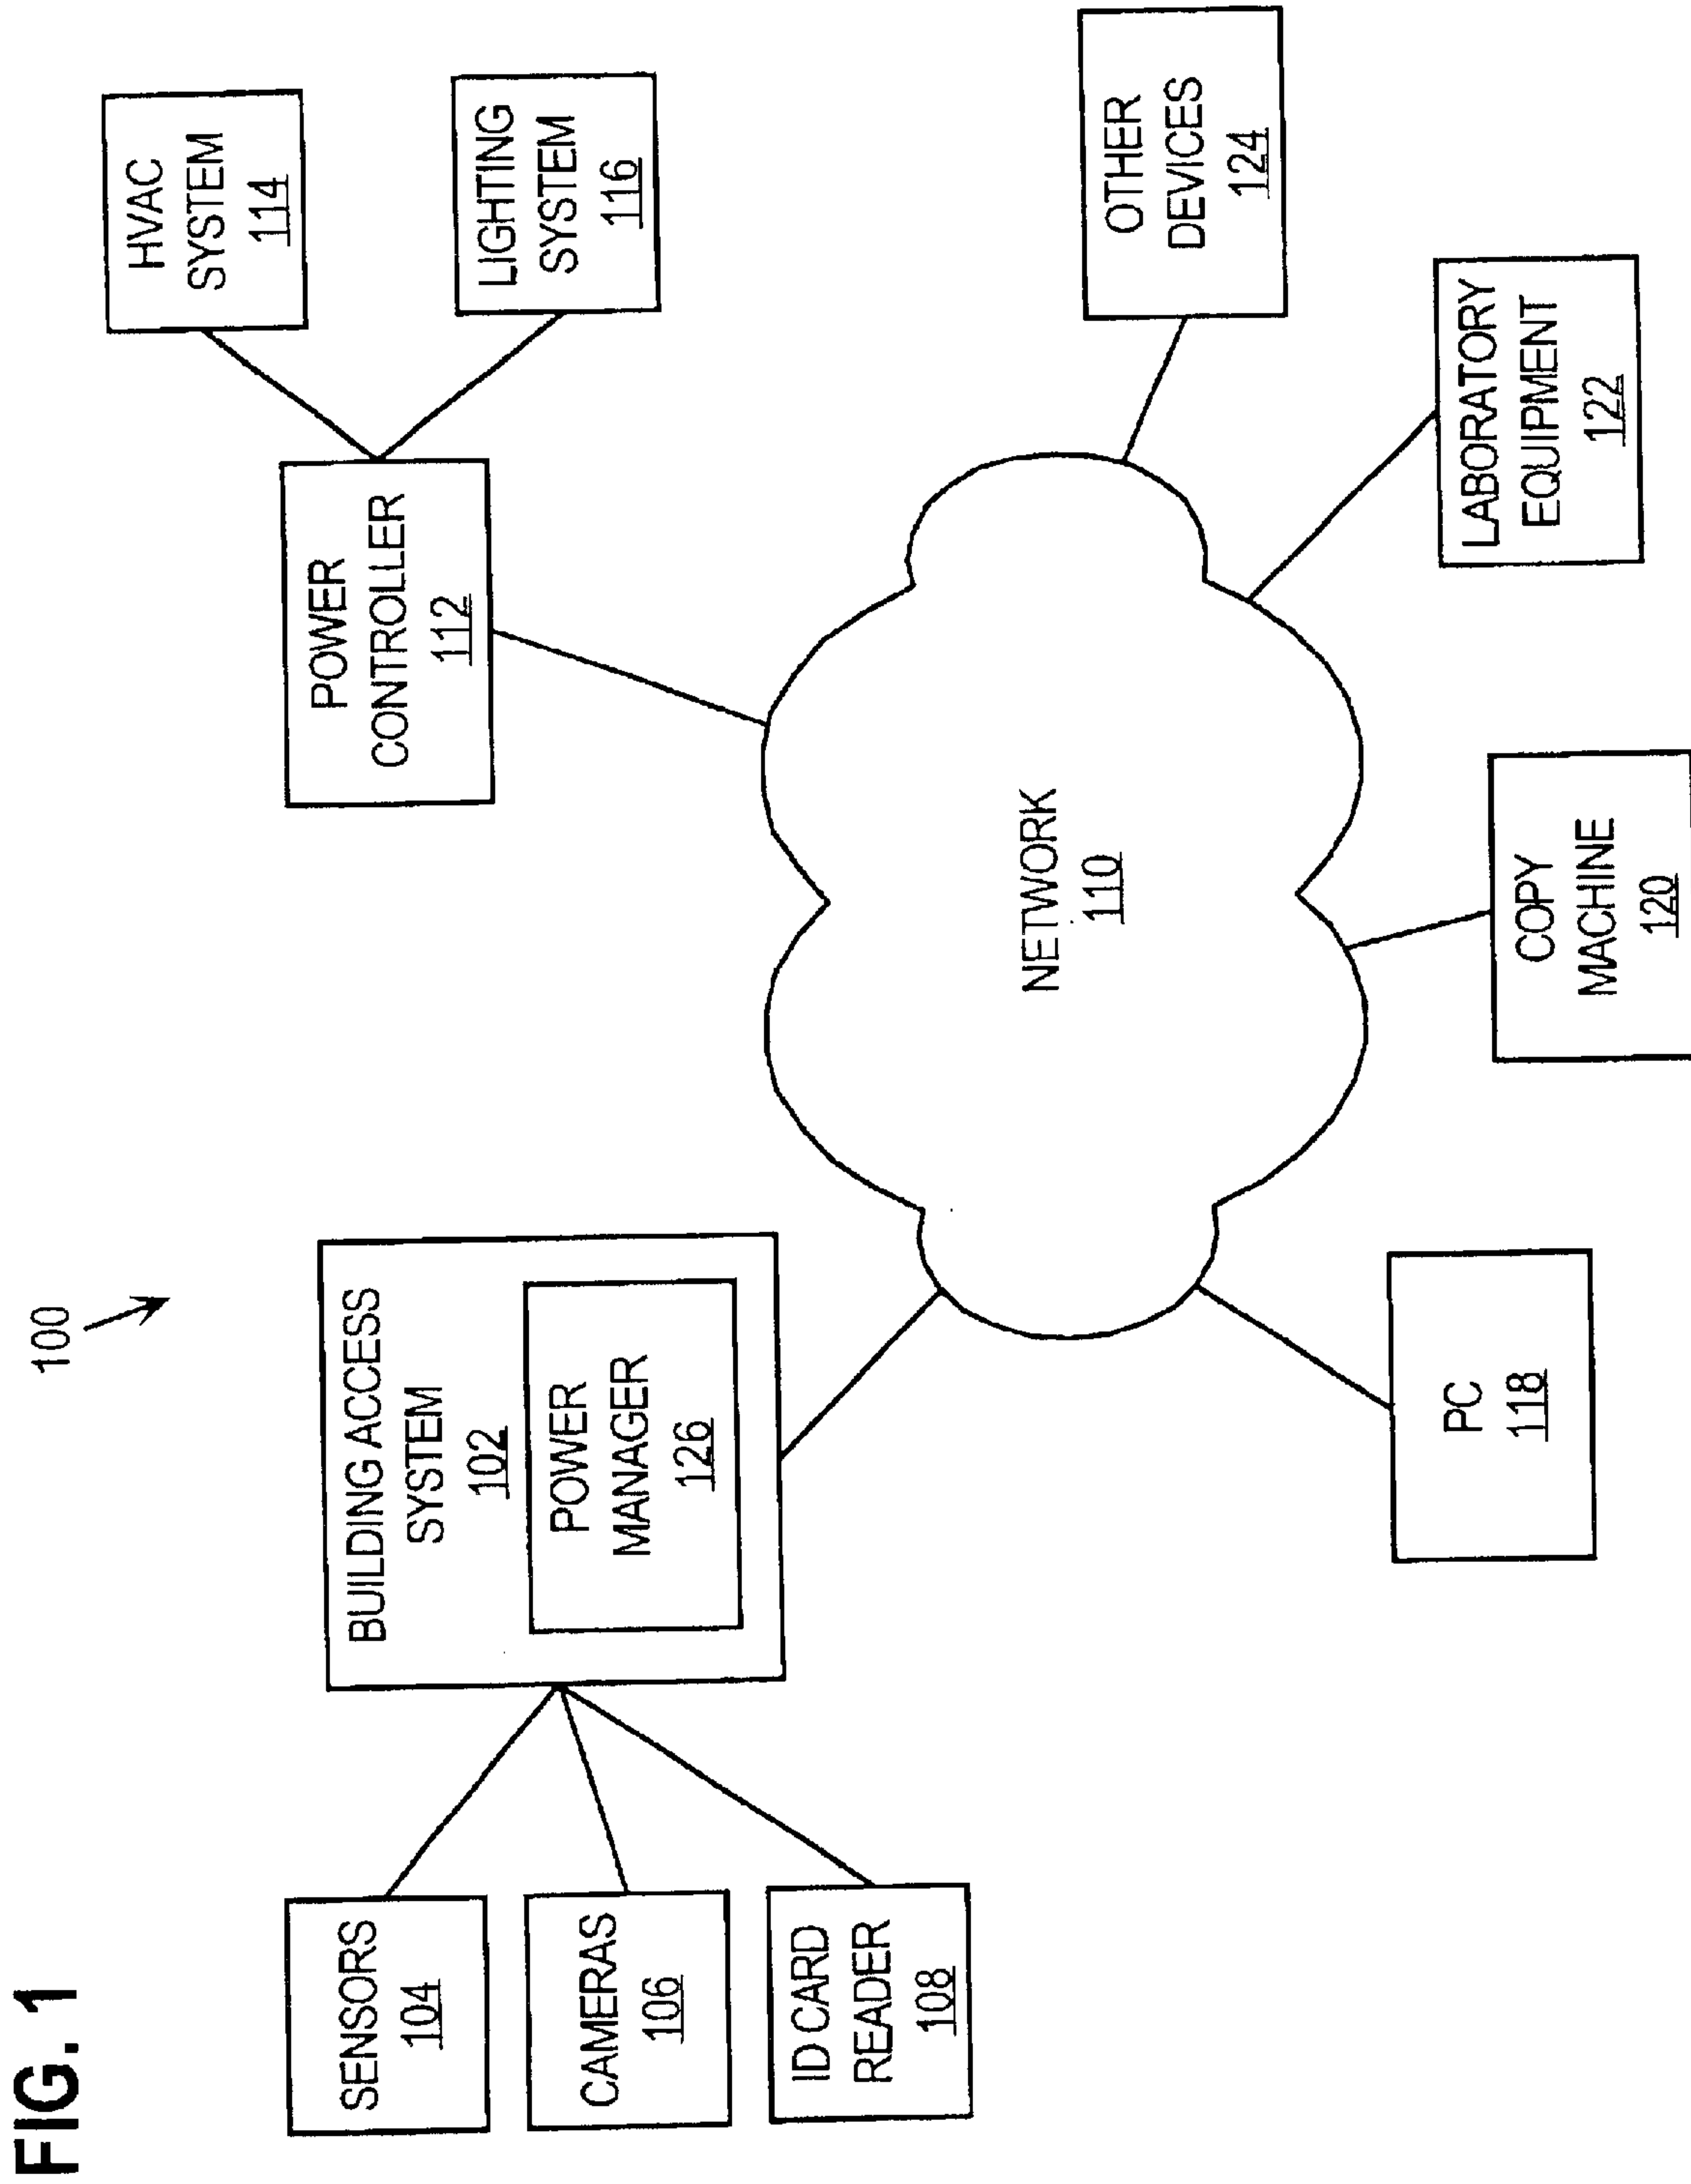 FIG. 1
100
SENSORS
104
CAMERAS
106
ID CARD
READER
108
BUILDING ACCESS
SYSTEM
102
POWER
MANAGER
126
POWER
CONTROLLER
112
HVAC
SYSTEM
114
LIGHTING
SYSTEM
116
NETWORK
110
PC
118
COPY
MACHINE
120
LABORATORY
EQUIPMENT
122
OTHER
DEVICES
124